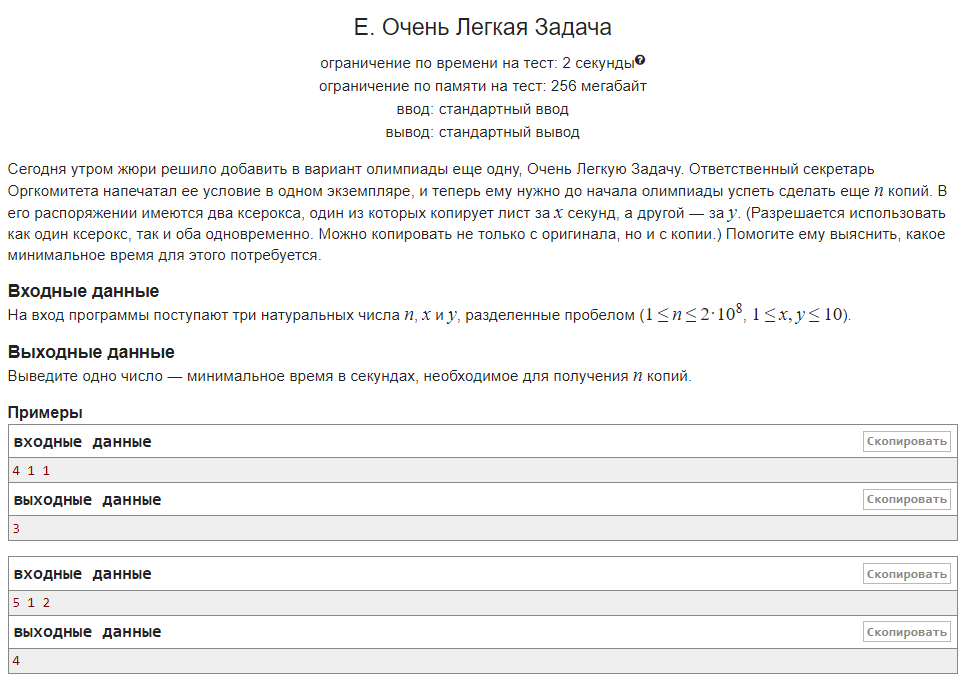 E. Очень Легкая Задача
ограничение по времени на тест: 2 секунды?
ограничение по памяти на тест: 256 мегабайт
ввод: стандартный ввод
вывод: стандартный вывод
Сегодня утром жюри решило добавить в вариант олимпиады еще одну, Очень Легкую Задачу. Ответственный секретарь
Оргкомитета напечатал ее условие в одном экземпляре, и теперь ему нужно до начала олимпиады успеть сделать еще n копий. В
его распоряжении имеются два ксерокса, один из которых копирует лист за x секунд, а другой — за y. (Разрешается использовать
как один ксерокс, так и оба одновременно. Можно копировать не только с оригинала, но и с копии.) Помогите ему выяснить, какое
минимальное время для этого потребуется.
Входные данные
На вход программы поступают три натуральных числа n, x и y, разделенные пробелом (1 ≤ n ≤ 2·10⁸, 1 ≤ x, y ≤ 10).
Выходные данные
Выведите одно число — минимальное время в секундах, необходимое для получения n копий.
Примеры
входные данные Скопировать
4 1 1
выходные данные Скопировать
3
входные данные Скопировать
5 1 2
выходные данные Скопировать
4